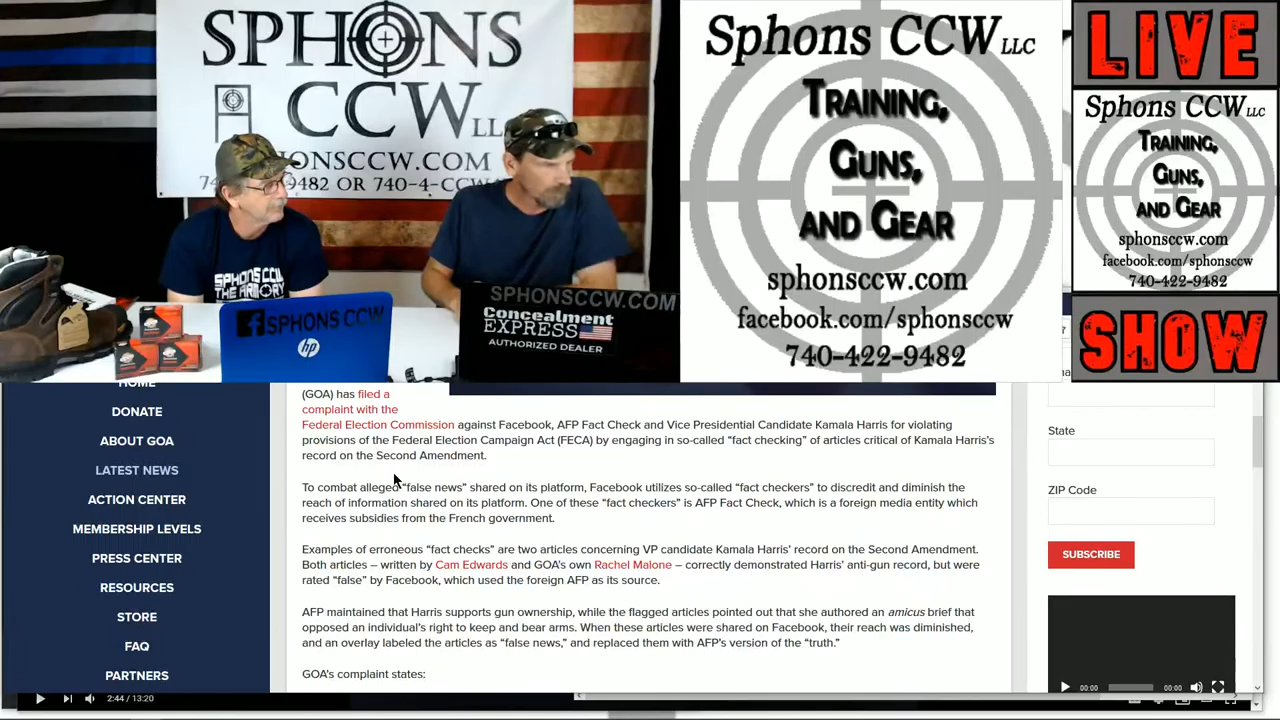 SPHONS
CCW LL
HONSCCW.COM
74 9482 OR 740-4-CCW
SPHONS CCW
THE ARMORY
SPHONS CCW
hp
SPHONSCCW.COM
Concealment
EXPRESS
AUTHORIZED DEALER
Sphons CCW LLC
Training,
Guns,
and Gear
sphonsccw.com
facebook.com/sphonsccw
740-422-9482
LIVE
Sphons CCW LLC
Training,
Guns,
and Gear
sphonsccw.com
facebook.com/sphonsccw
740-422-9482
SHOW
HOME
DONATE
ABOUT GOA
LATEST NEWS
ACTION CENTER
MEMBERSHIP LEVELS
PRESS CENTER
RESOURCES
STORE
FAQ
PARTNERS
(GOA) has filed a
complaint with the
Federal Election Commission against Facebook, AFP Fact Check and Vice Presidential Candidate Kamala Harris for violating
provisions of the Federal Election Campaign Act (FECA) by engaging in so-called “fact checking” of articles critical of Kamala Harris’s
record on the Second Amendment.
To combat alleged “false news” shared on its platform, Facebook utilizes so-called “fact checkers” to discredit and diminish the
reach of information shared on its platform. One of these “fact checkers” is AFP Fact Check, which is a foreign media entity which
receives subsidies from the French government.
Examples of erroneous “fact checks” are two articles concerning VP candidate Kamala Harris’ record on the Second Amendment.
Both articles – written by Cam Edwards and GOA’s own Rachel Malone – correctly demonstrated Harris’ anti-gun record, but were
rated “false” by Facebook, which used the foreign AFP as its source.
AFP maintained that Harris supports gun ownership, while the flagged articles pointed out that she authored an amicus brief that
opposed an individual’s right to keep and bear arms. When these articles were shared on Facebook, their reach was diminished,
and an overlay labeled the articles as “false news,” and replaced them with AFP’s version of the “truth.”
GOA’s complaint states:
State
ZIP Code
SUBSCRIBE
00:00 00:00
2:44 / 13:20